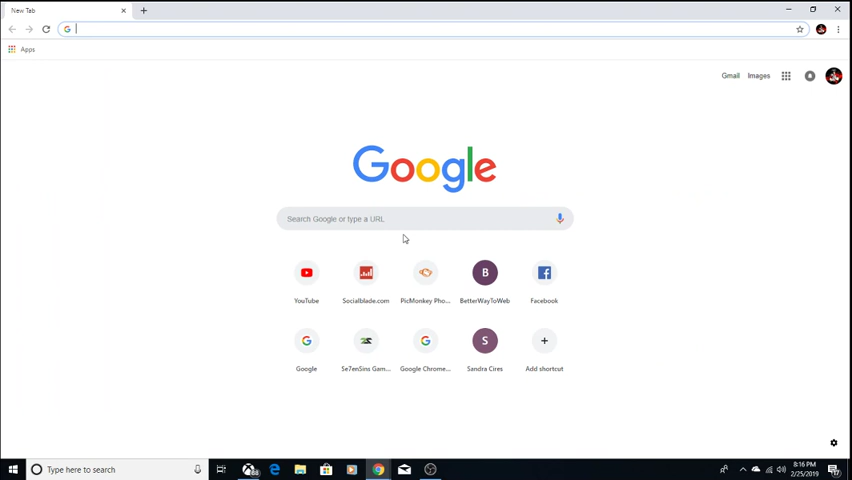 New Tab
Apps
Gmail Images
Google
Search Google or type a URL
B
YouTube Socialblade.com PicMonkey Pho... BetterWayToWeb Facebook
S
Google Se7enSins Gam... Google Chrome... Sandra Cires Add shortcut
Type here to search
8:16 PM
2/25/2019